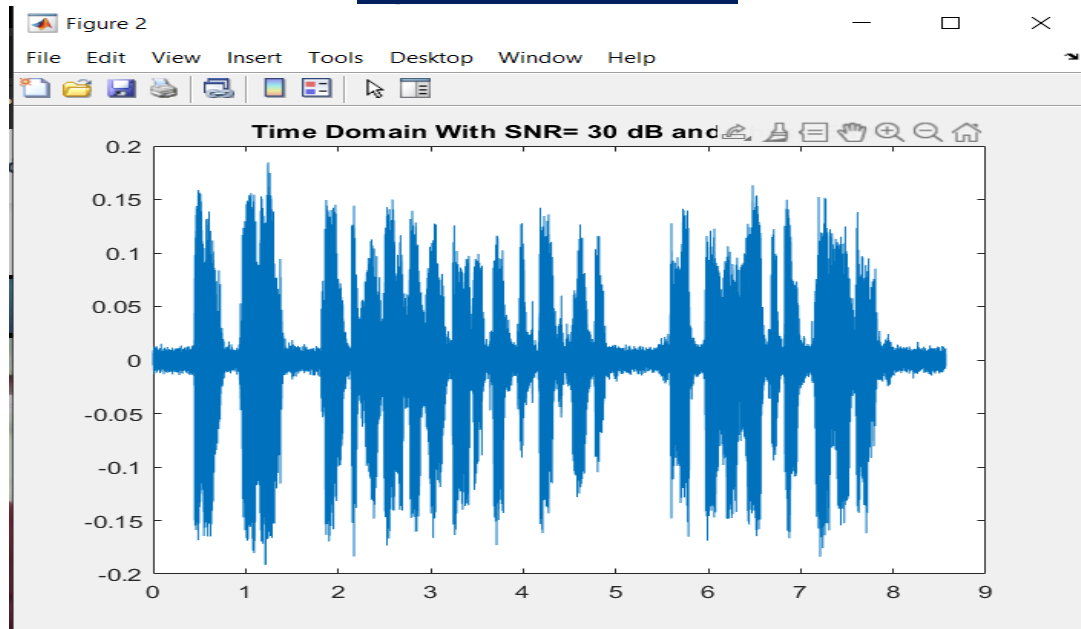 Figure 2
File Edit View Insert Tools Desktop Window Help
Time Domain With SNR= 30 dB and
0.2
0.15
0.1
0.05
0
-0.05
-0.1
-0.15
-0.2
0 1 2 3 4 5 6 7 8 9